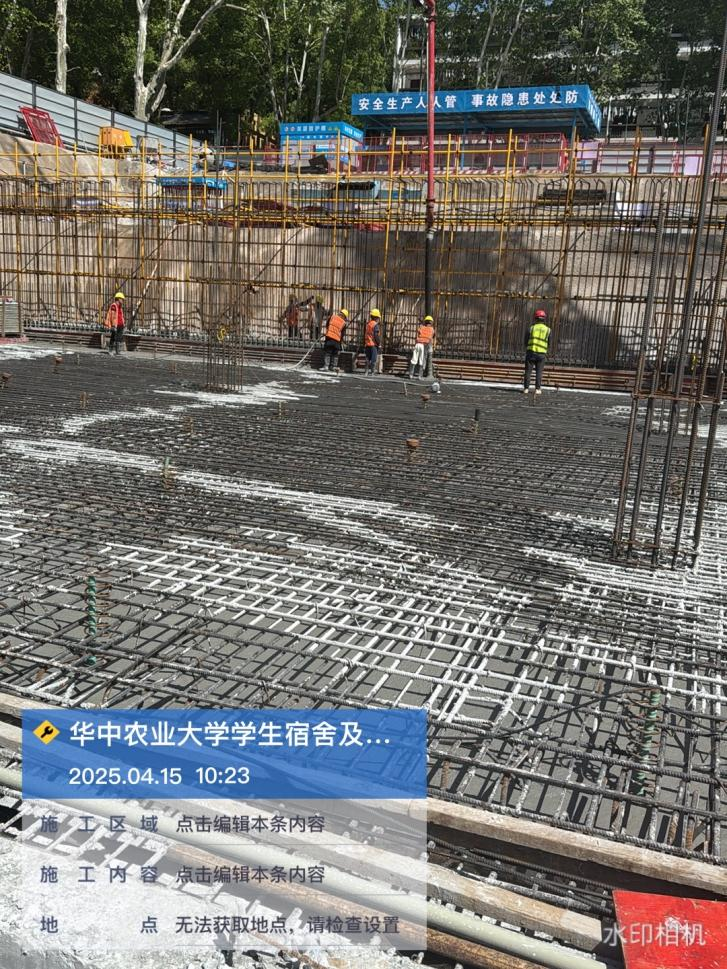 安全生产人人管 事故隐患处处防
华中农业大学学生宿舍及...
2025.04.15 10:23
施工区域 点击编辑本条内容
施工内容 点击编辑本条内容
地点 无法获取地点，请检查设置
水印相机